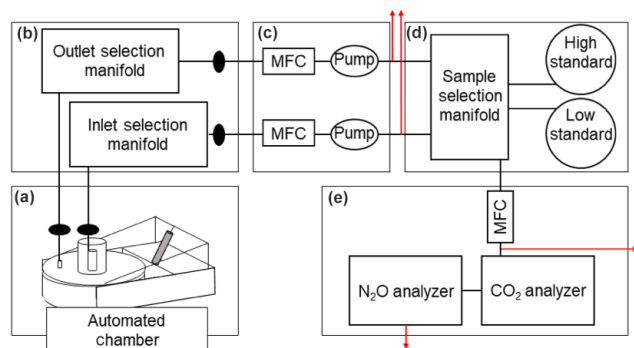 (b)
Outlet selection
manifold
Inlet selection
manifold
(c)
MFC
Pump
MFC
Pump
(d)
Sample
selection
manifold
High
standard
Low
standard
(a)
Automated
chamber
(e)
MFC
N₂O analyzer
CO₂ analyzer